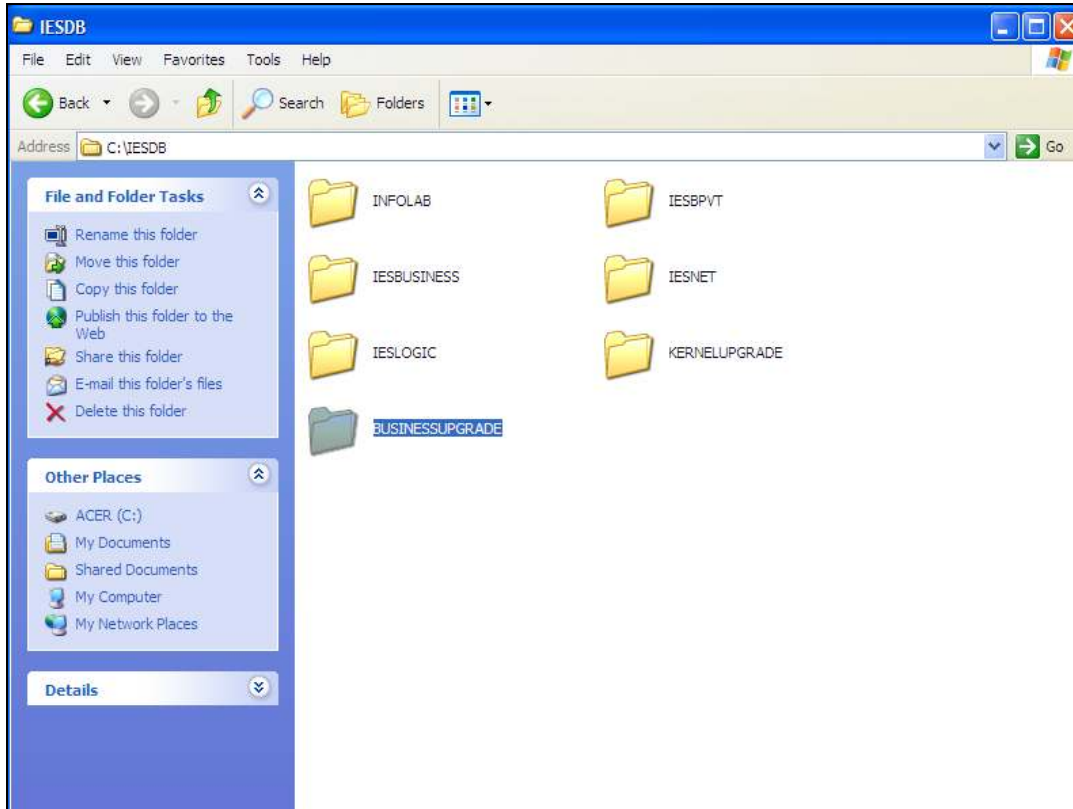 IESDB
File Edit View Favorites Tools Help
Back Search Folders
Address C:\IESDB Go
File and Folder Tasks
Rename this folder
Move this folder
Copy this folder
Publish this folder to the
Web
Share this folder
E-mail this folder's files
Delete this folder
Other Places
ACER (C:)
My Documents
Shared Documents
My Computer
My Network Places
Details
INFOLAB IESBPVT
IESBUSINESS IESNET
IESLOGIC KERNELUPGRADE
BUSINESSUPGRADE